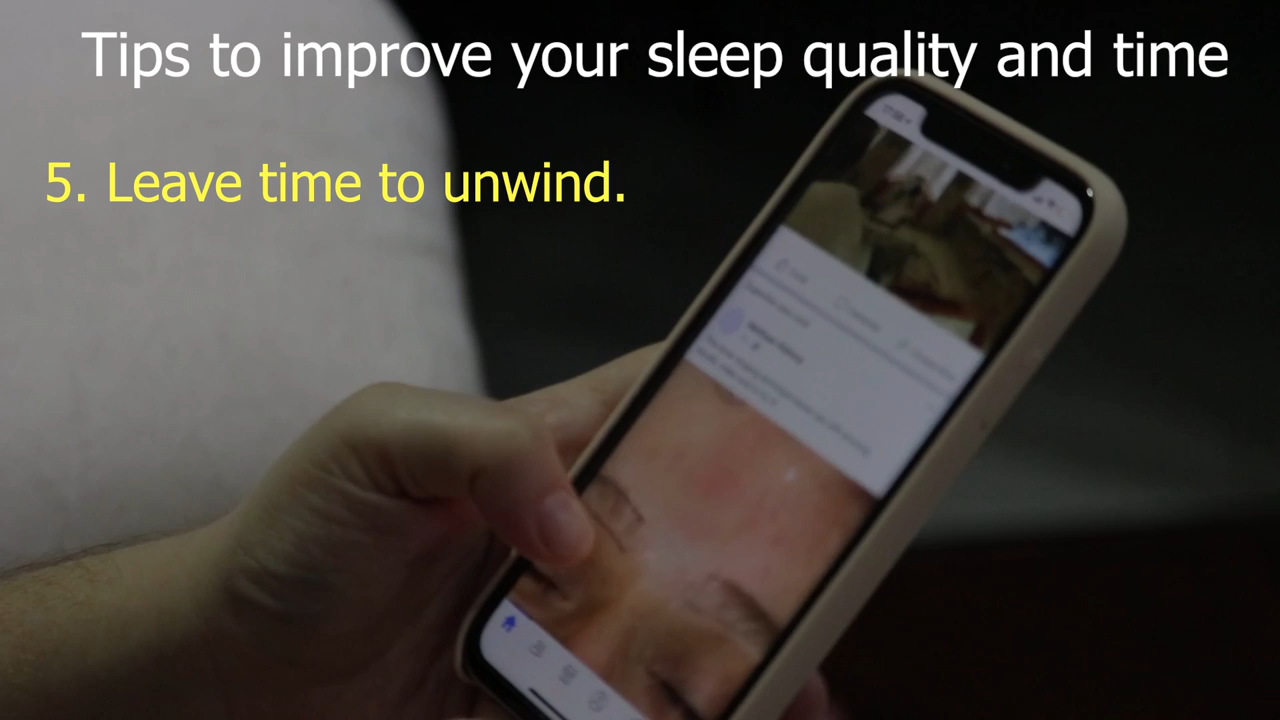 Tips to improve your sleep quality and time
5. Leave time to unwind.